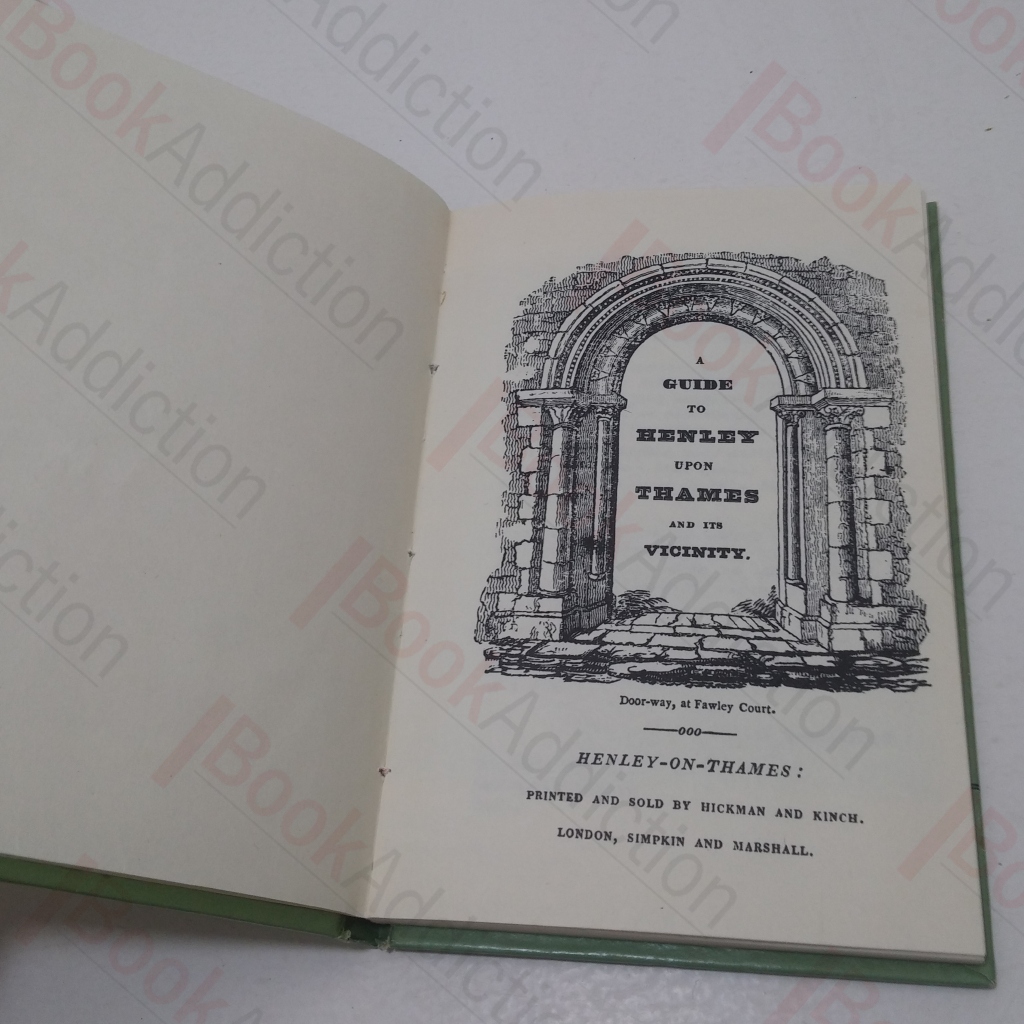 A
GUIDE
TO
HENLEY
UPON
THAMES
AND ITS
VICINITY.
Door-way, at Fawley Court.
ooo
HENLEY-ON-THAMES:
PRINTED AND SOLD BY HICKMAN AND KINCH.
LONDON, SIMPKIN AND MARSHALL.
BookAddiction